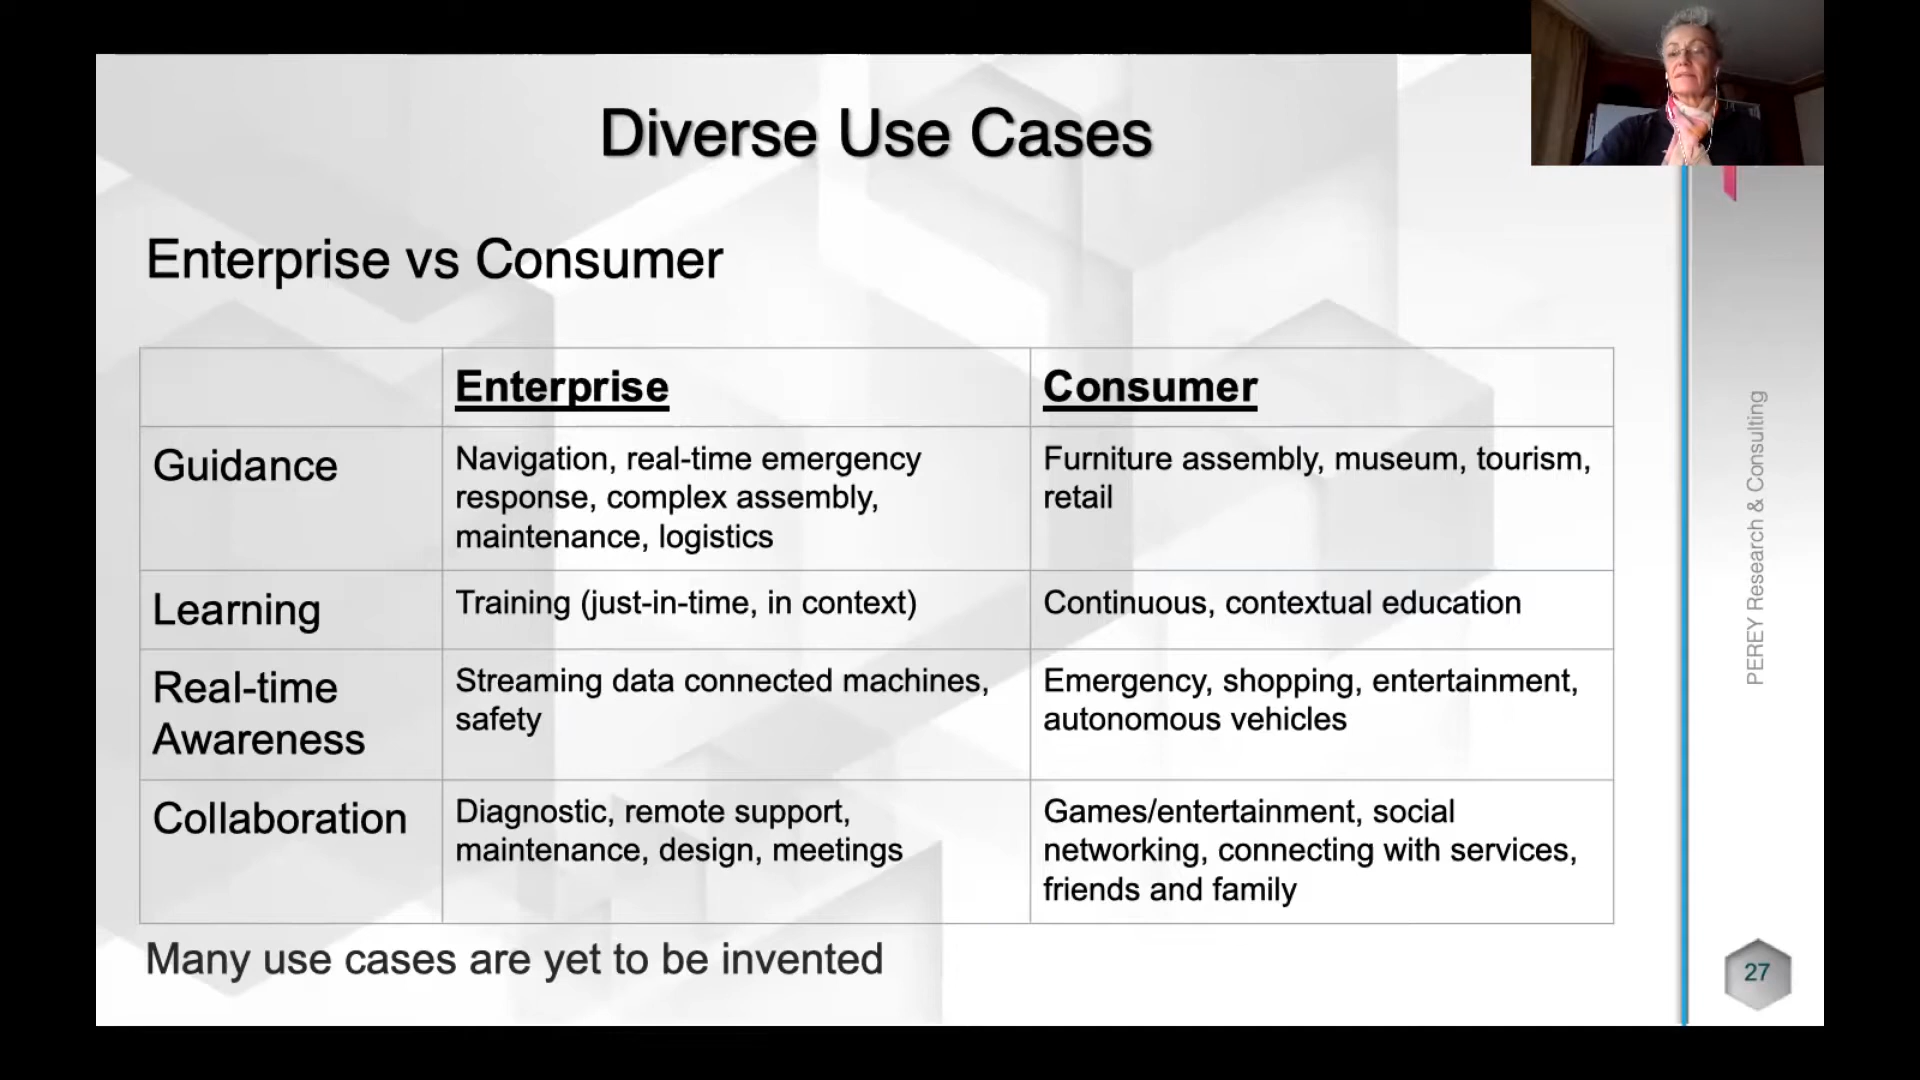 Diverse Use Cases
Enterprise vs Consumer
Enterprise
Consumer
Guidance
Navigation, real-time emergency
response, complex assembly,
maintenance, logistics
Furniture assembly, museum, tourism,
retail
Learning
Training (just-in-time, in context)
Continuous, contextual education
Real-time
Awareness
Streaming data connected machines,
safety
Emergency, shopping, entertainment,
autonomous vehicles
Collaboration
Diagnostic, remote support,
maintenance, design, meetings
Games/entertainment, social
networking, connecting with services,
friends and family
Many use cases are yet to be invented
PEREY Research & Consulting
27